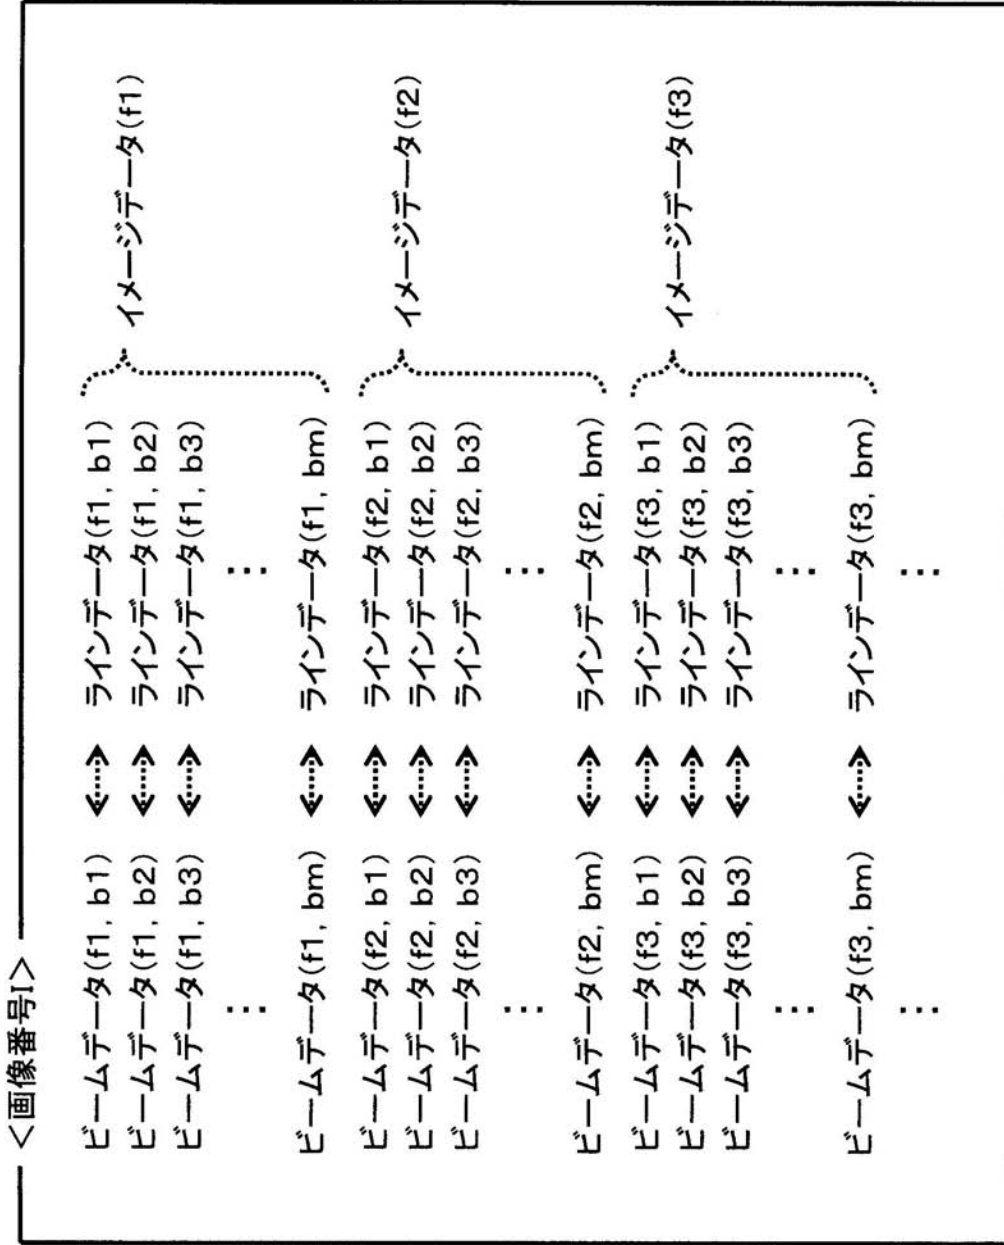 ＜画像番号I＞
ビームデータ(f1, b1) ラインデータ(f1, b1)
ビームデータ(f1, b2) ラインデータ(f1, b2) イメージデータ(f1)
ビームデータ(f1, b3) ラインデータ(f1, b3)
⋮ ⋮
ビームデータ(f1, bm) ラインデータ(f1, bm)
ビームデータ(f2, b1) ラインデータ(f2, b1)
ビームデータ(f2, b2) ラインデータ(f2, b2) イメージデータ(f2)
ビームデータ(f2, b3) ラインデータ(f2, b3)
⋮ ⋮
ビームデータ(f2, bm) ラインデータ(f2, bm)
ビームデータ(f3, b1) ラインデータ(f3, b1)
ビームデータ(f3, b2) ラインデータ(f3, b2) イメージデータ(f3)
ビームデータ(f3, b3) ラインデータ(f3, b3)
⋮ ⋮
ビームデータ(f3, bm) ラインデータ(f3, bm)
⋮ ⋮